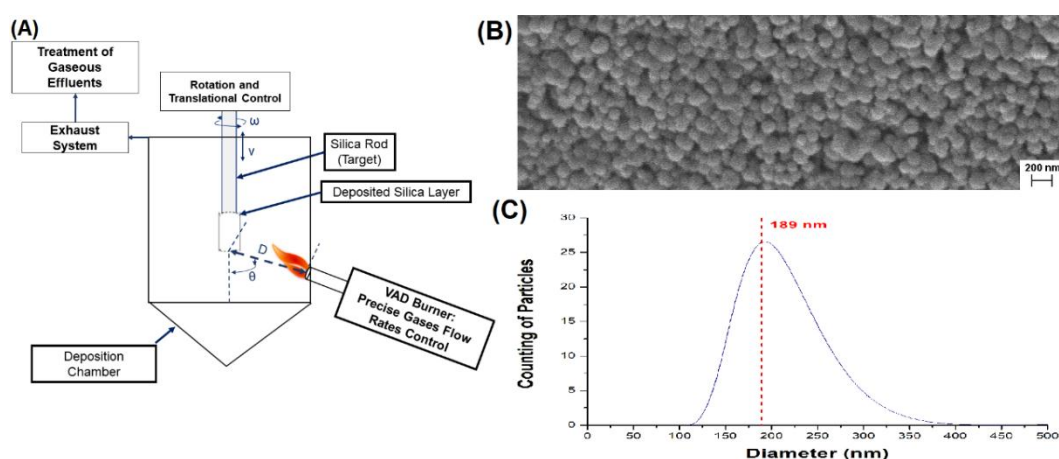 (A)
Treatment of
Gaseous
Effluents
Exhaust
System
Rotation and
Translational Control
ω
v
Silica Rod
(Target)
Deposited Silica Layer
D
θ
VAD Burner:
Precise Gases Flow
Rates Control
Deposition
Chamber
(B)
200 nm
(C)
189 nm
Counting of Particles
30
25
20
15
10
5
0
0 50 100 150 200 250 300 350 400 450 500
Diameter (nm)